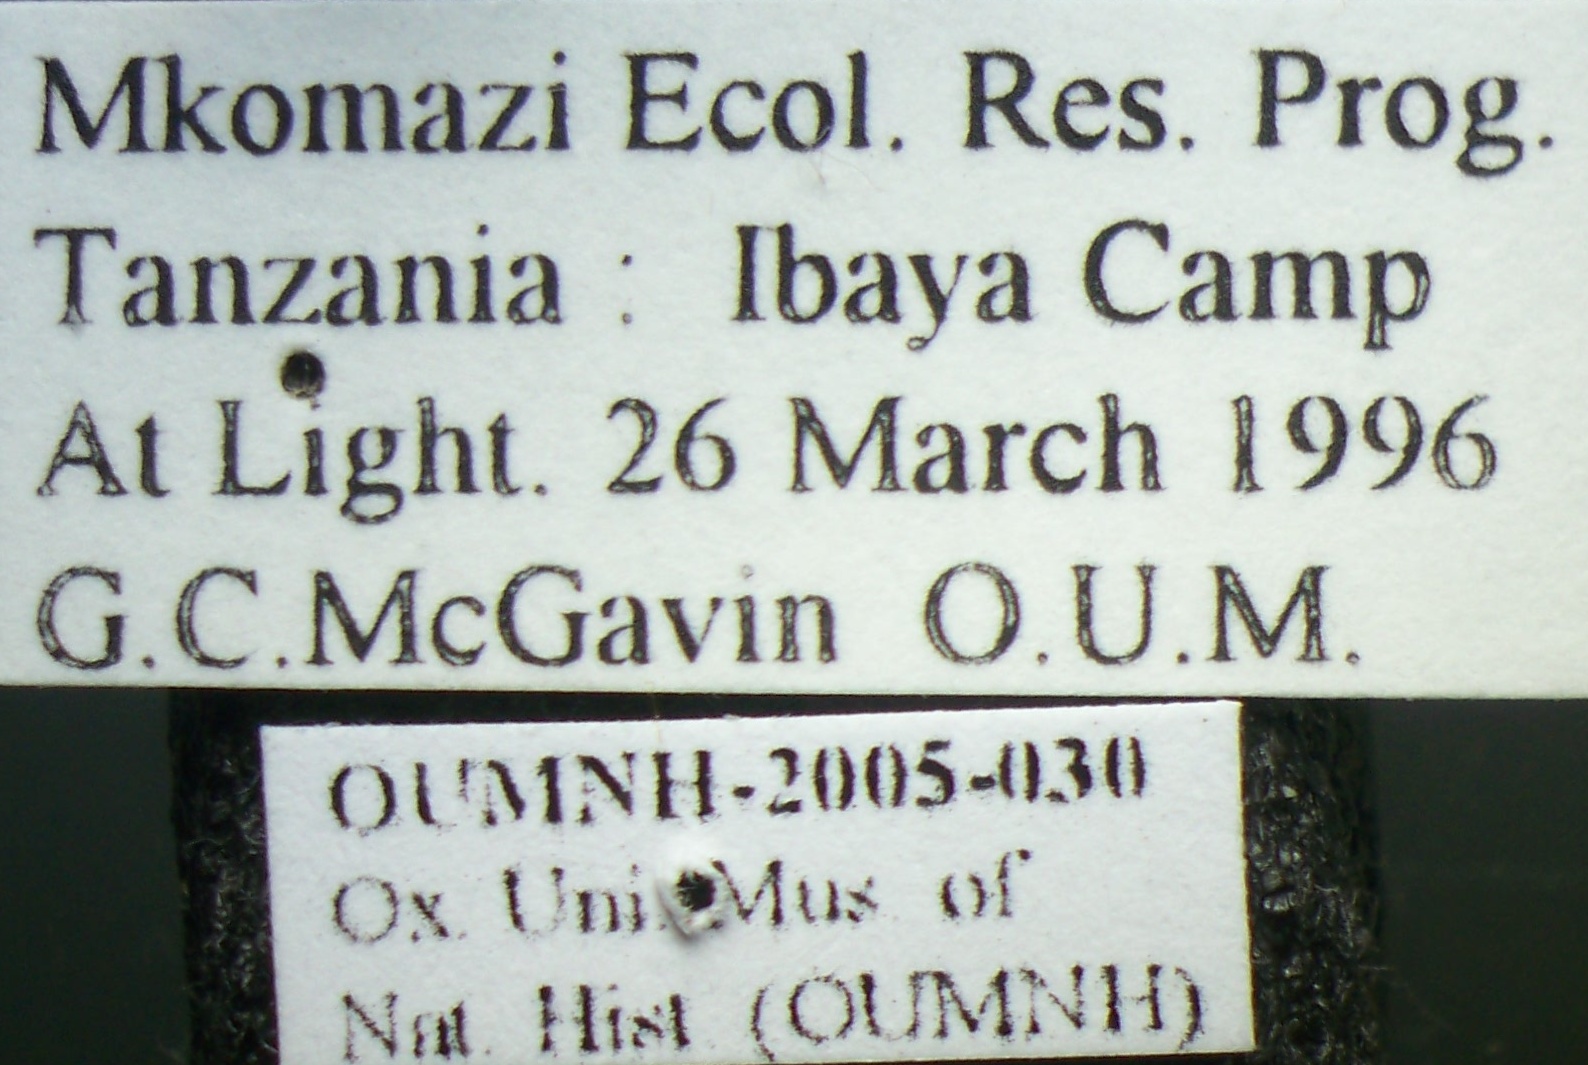 Mkomazi Ecol. Res. Prog.
Tanzania : Ibaya Camp
At Light. 26 March 1996
G.C.McGavin O.U.M.
OUMNH-2005-030
Ox. Uni. Mus. of
Nat. Hist (OUMNH)